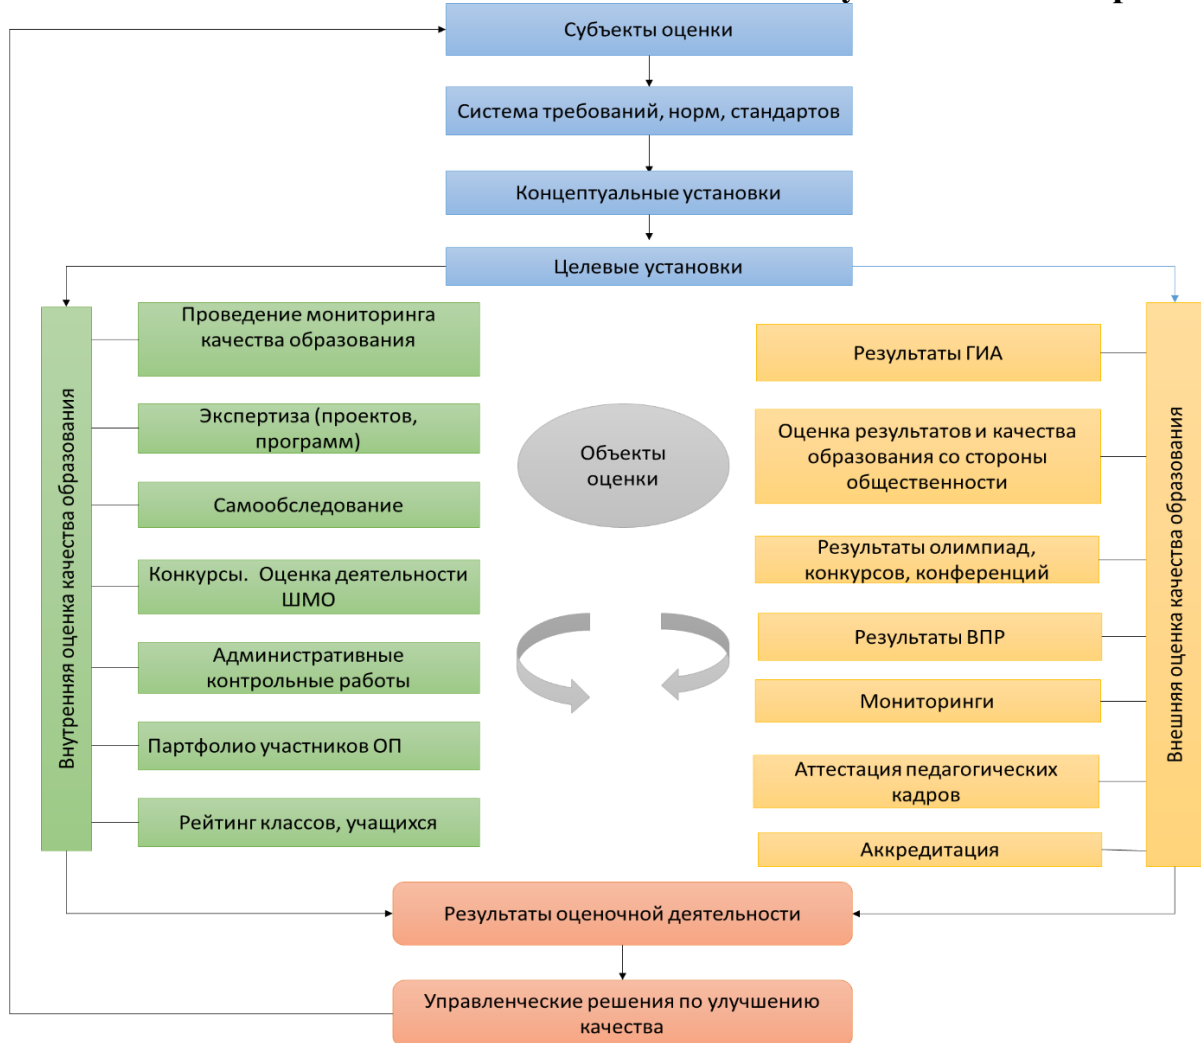 Субъекты оценки
Система требований, норм, стандартов
Концептуальные установки
Целевые установки
Внутренняя оценка качества образования
Проведение мониторинга
качества образования
Экспертиза (проектов,
программ)
Самообследование
Конкурсы. Оценка деятельности
ШМО
Административные
контрольные работы
Партфолио участников ОП
Рейтинг классов, учащихся
Объекты
оценки
Результаты ГИА
Оценка результатов и качества
образования со стороны
общественности
Результаты олимпиад,
конкурсов, конференций
Результаты ВПР
Мониторинги
Аттестация педагогических
кадров
Аккредитация
Внешняя оценка качества образования
Результаты оценочной деятельности
Управленческие решения по улучшению
качества